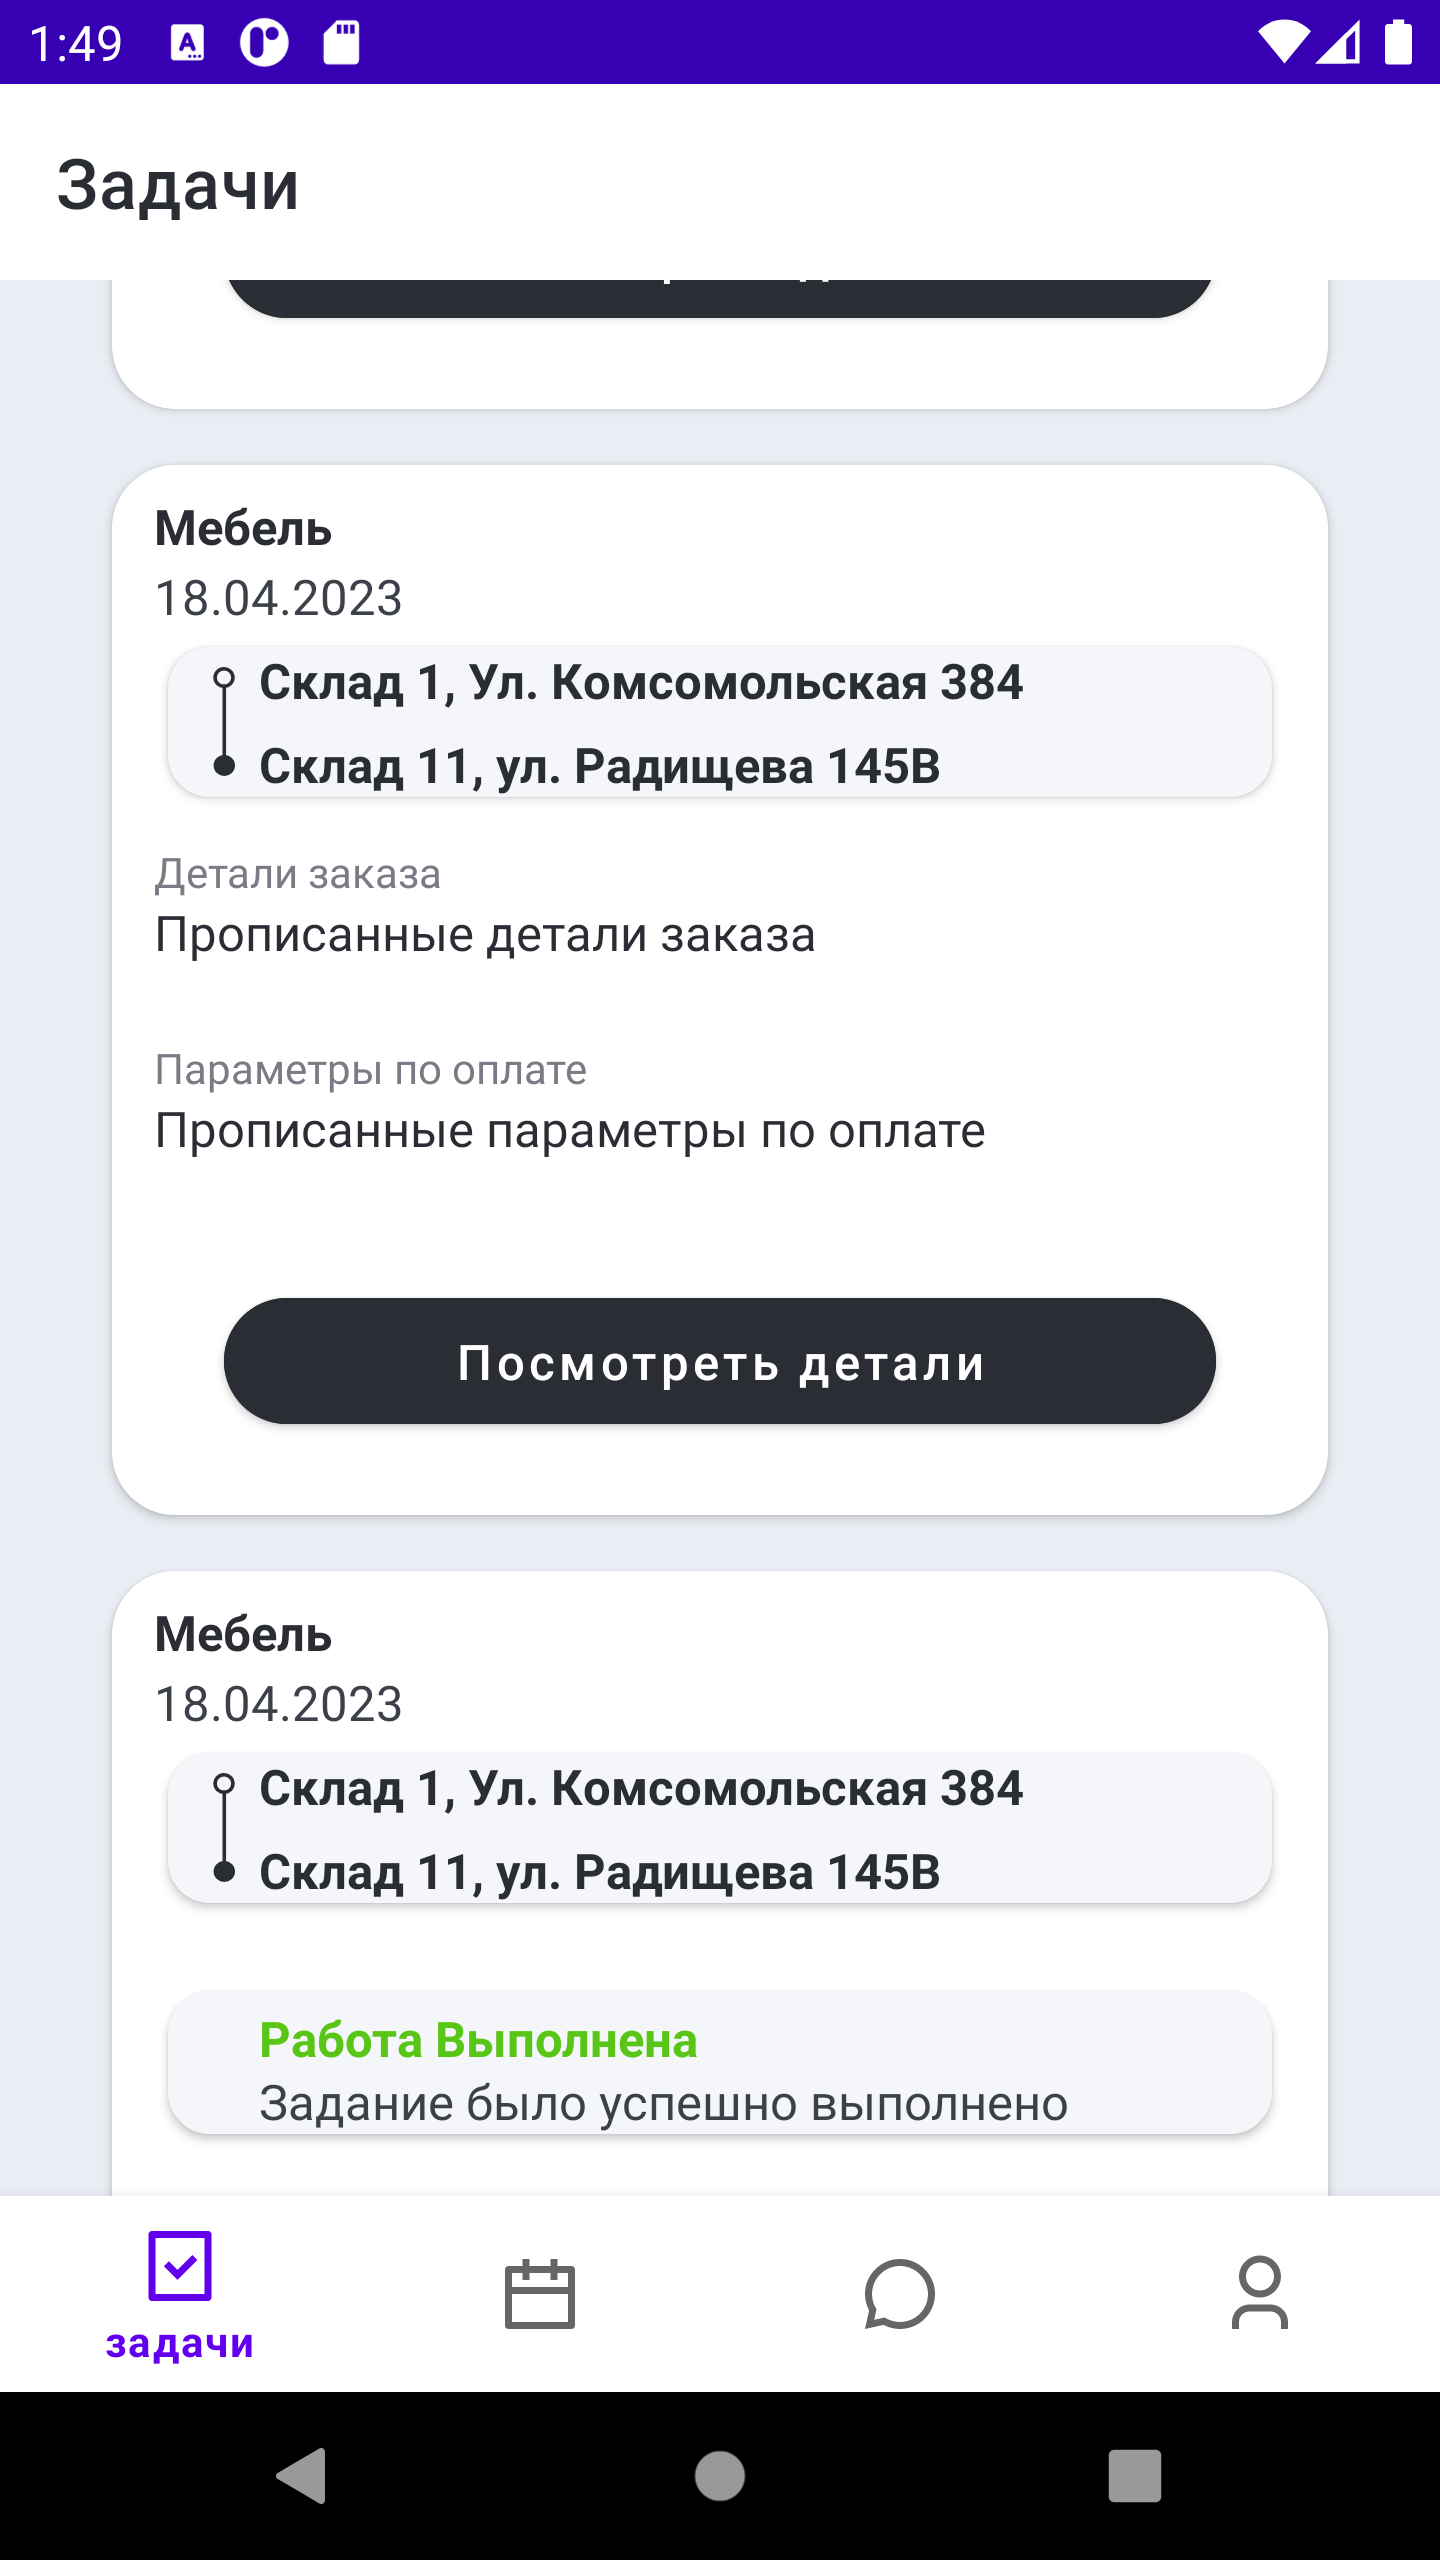 1:49
Задачи
Мебель
18.04.2023
Склад 1, Ул. Комсомольская 384
Склад 11, ул. Радищева 145В
Детали заказа
Прописанные детали заказа
Параметры по оплате
Прописанные параметры по оплате
Посмотреть детали
Мебель
18.04.2023
Склад 1, Ул. Комсомольская 384
Склад 11, ул. Радищева 145В
Работа Выполнена
Задание было успешно выполнено
задачи